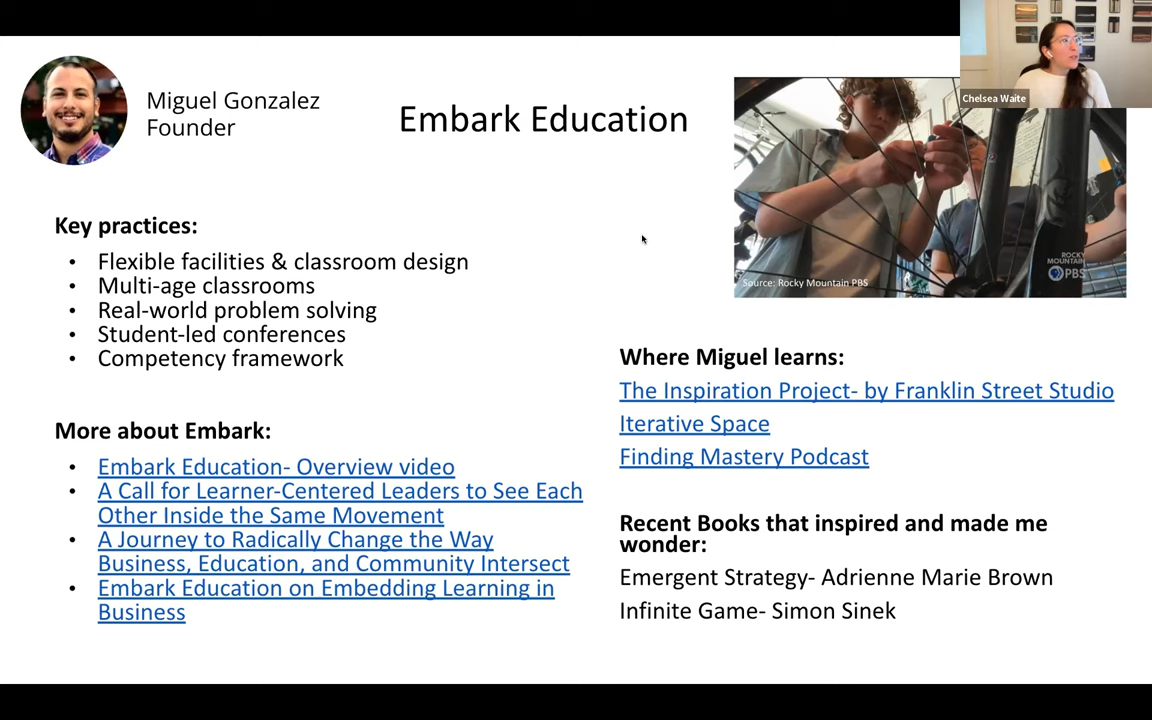 Miguel Gonzalez
Founder
Embark Education
Chelsea Waite
Source: Rocky Mountain PBS
ROCKY
MOUNTAIN
PBS
Key practices:
• Flexible facilities & classroom design
• Multi-age classrooms
• Real-world problem solving
• Student-led conferences
• Competency framework
More about Embark:
• Embark Education- Overview video
• A Call for Learner-Centered Leaders to See Each
Other Inside the Same Movement
• A Journey to Radically Change the Way
Business, Education, and Community Intersect
• Embark Education on Embedding Learning in
Business
Where Miguel learns:
The Inspiration Project- by Franklin Street Studio
Iterative Space
Finding Mastery Podcast
Recent Books that inspired and made me
wonder:
Emergent Strategy- Adrienne Marie Brown
Infinite Game- Simon Sinek